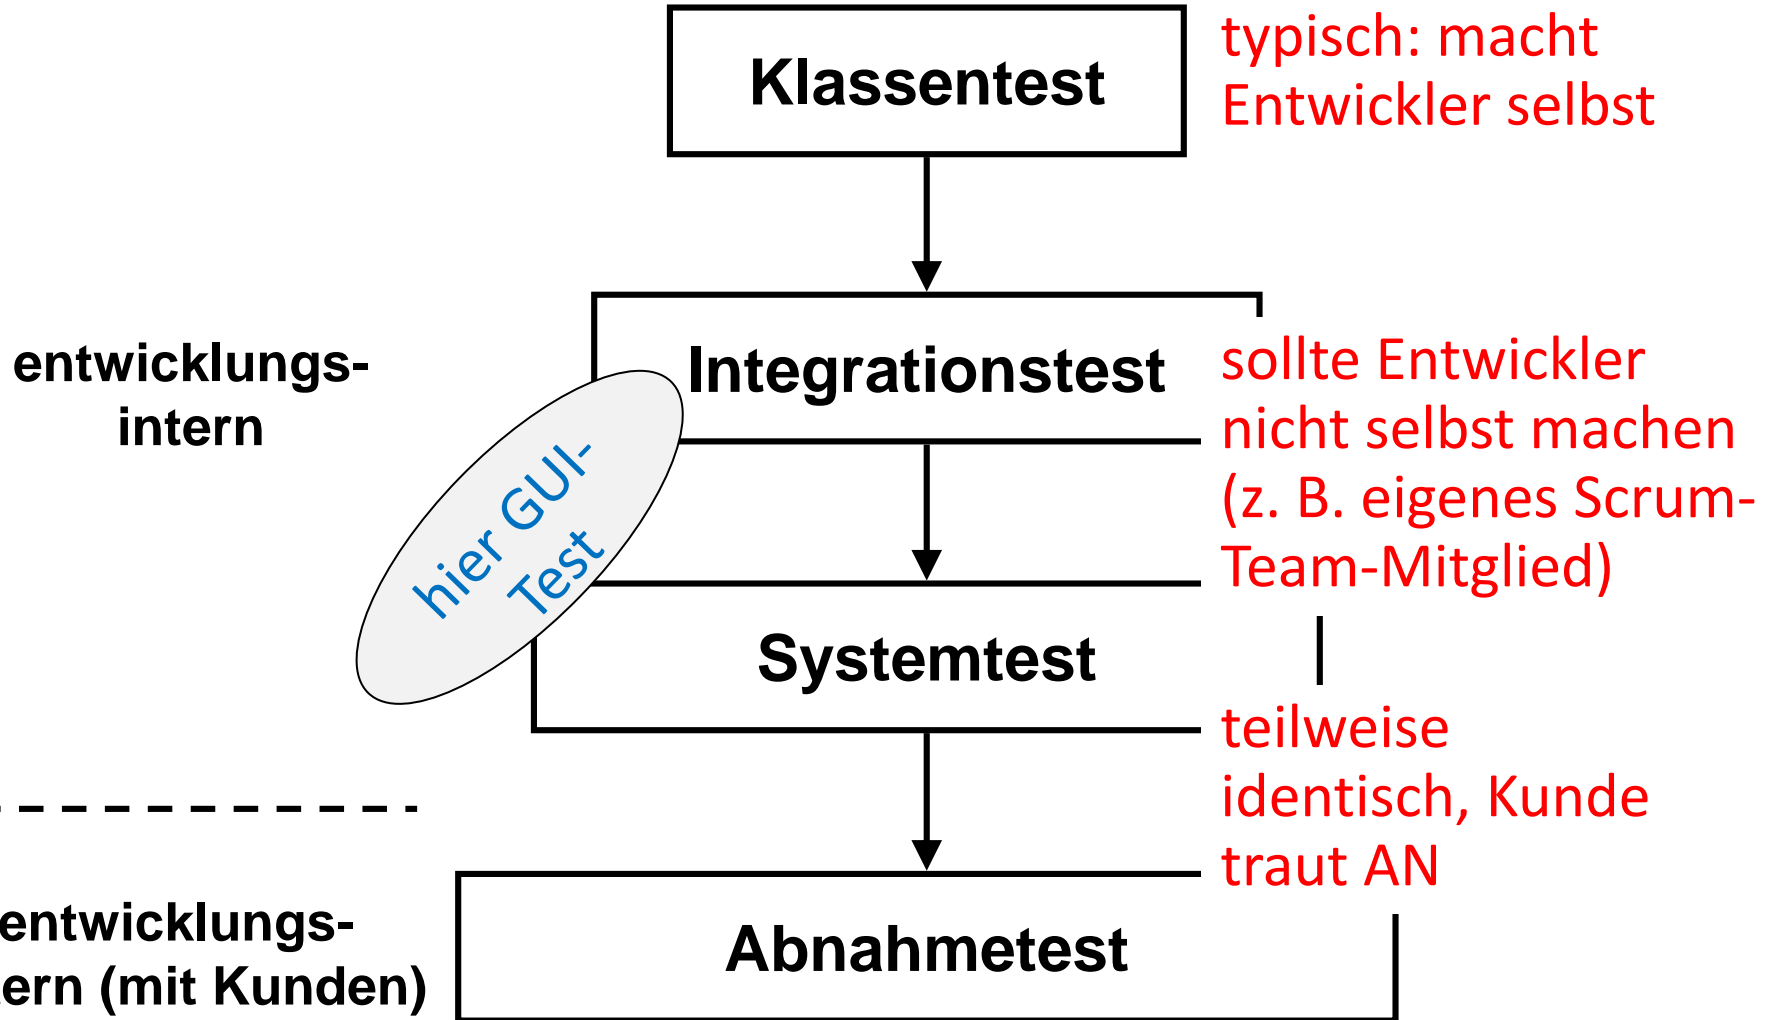 Klassentest
typisch: macht
Entwickler selbst
entwicklungs-
intern
Integrationstest
sollte Entwickler
nicht selbst machen
(z. B. eigenes Scrum-
Team-Mitglied)
hier GUI-
Test
Systemtest
teilweise
identisch, Kunde
traut AN
entwicklungs-
(mit Kunden)
Abnahmetest